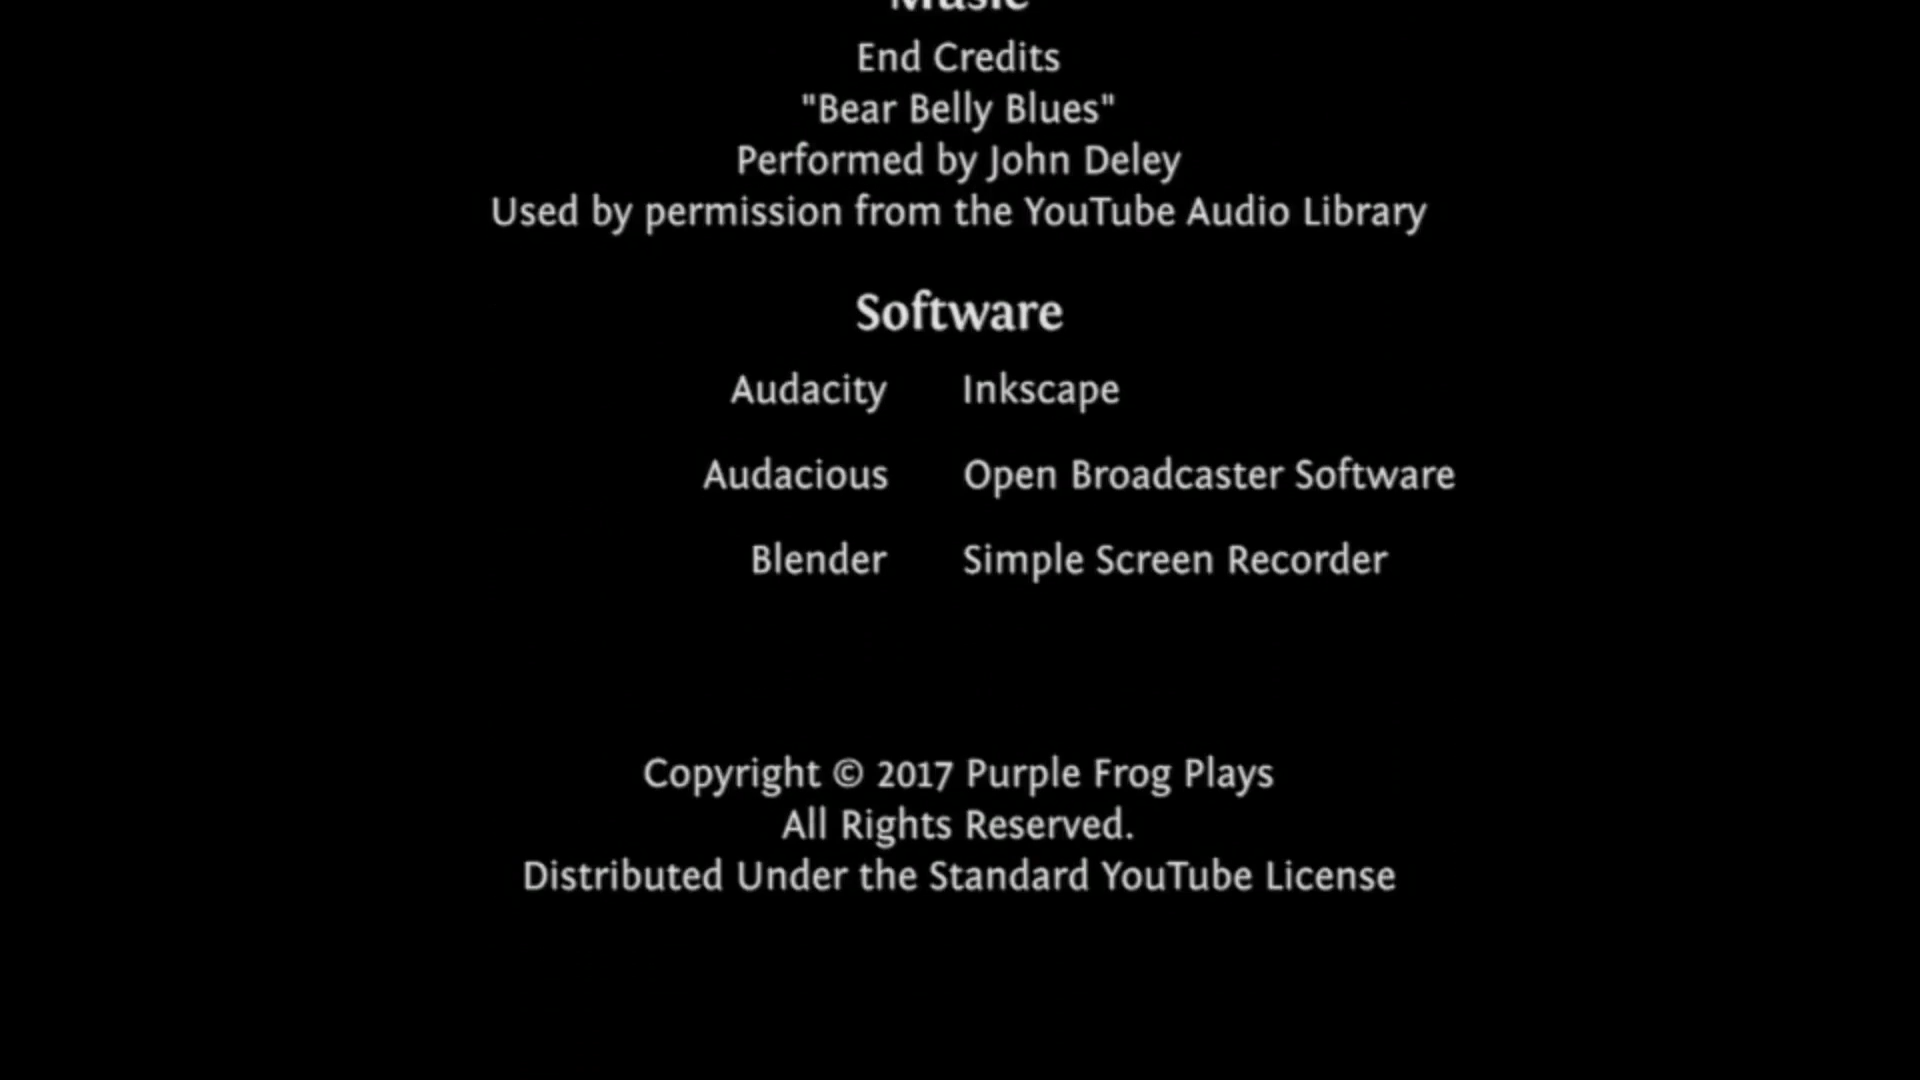 Music
End Credits
"Bear Belly Blues"
Performed by John Deley
Used by permission from the YouTube Audio Library
Software
Audacity Inkscape
Audacious Open Broadcaster Software
Blender Simple Screen Recorder
Copyright © 2017 Purple Frog Plays
All Rights Reserved.
Distributed Under the Standard YouTube License